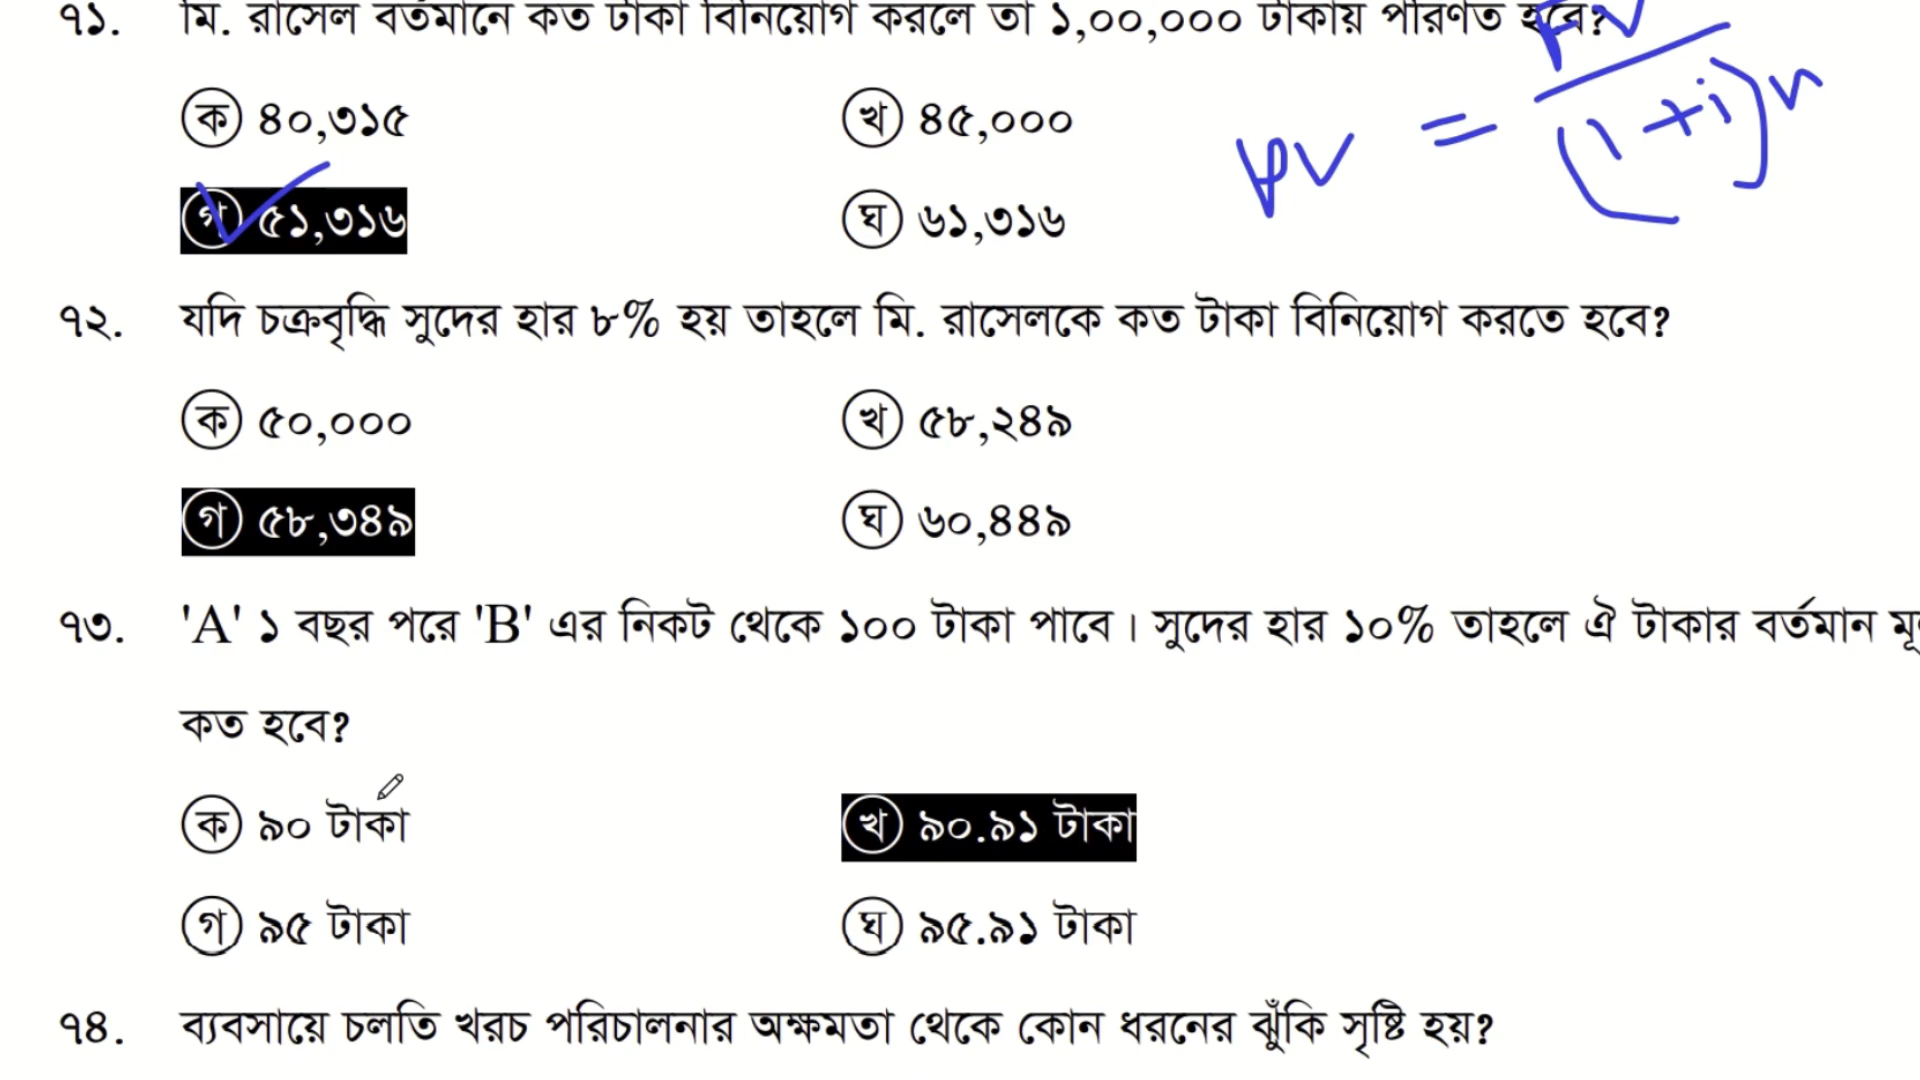 ৭১. মি. রাসেল বর্তমানে কত টাকা বিনিয়োগ করলে তা ১,০০,০০০ টাকায় পরিণত হবে?
PV = FV / (1+i)n
ক ৪০,৩১৫ খ ৪৫,০০০
গ ৫১,৩১৬ ঘ ৬১,৩১৬
৭২. যদি চক্রবৃদ্ধি সুদের হার ৮% হয় তাহলে মি. রাসেলকে কত টাকা বিনিয়োগ করতে হবে?
ক ৫০,০০০ খ ৫৮,২৪৯
গ ৫৮,৩৪৯ ঘ ৬০,৪৪৯
৭৩. 'A' ১ বছর পরে 'B' এর নিকট থেকে ১০০ টাকা পাবে। সুদের হার ১০% তাহলে ঐ টাকার বর্তমান
কত হবে?
ক ৯০ টাকা খ ৯০.৯১ টাকা
গ ৯৫ টাকা ঘ ৯৫.৯১ টাকা
৭৪. ব্যবসায়ে চলতি খরচ পরিচালনার অক্ষমতা থেকে কোন ধরনের ঝুঁকি সৃষ্টি হয়?